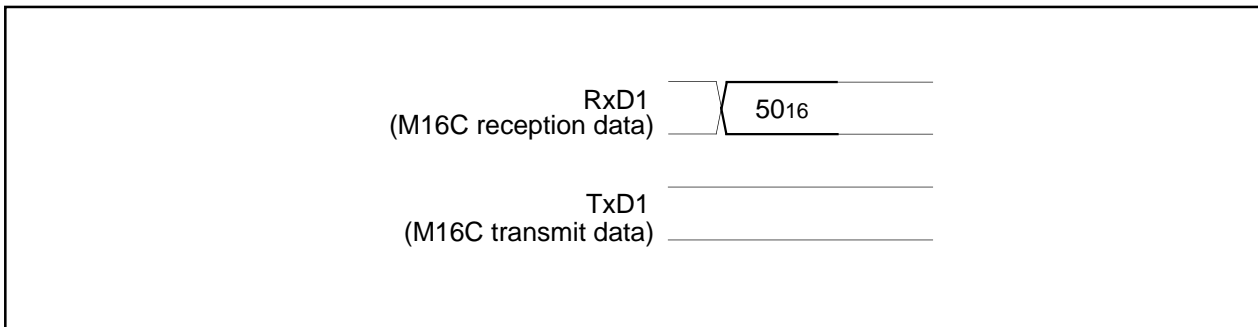 RxD1
(M16C reception data)
5016
TxD1
(M16C transmit data)